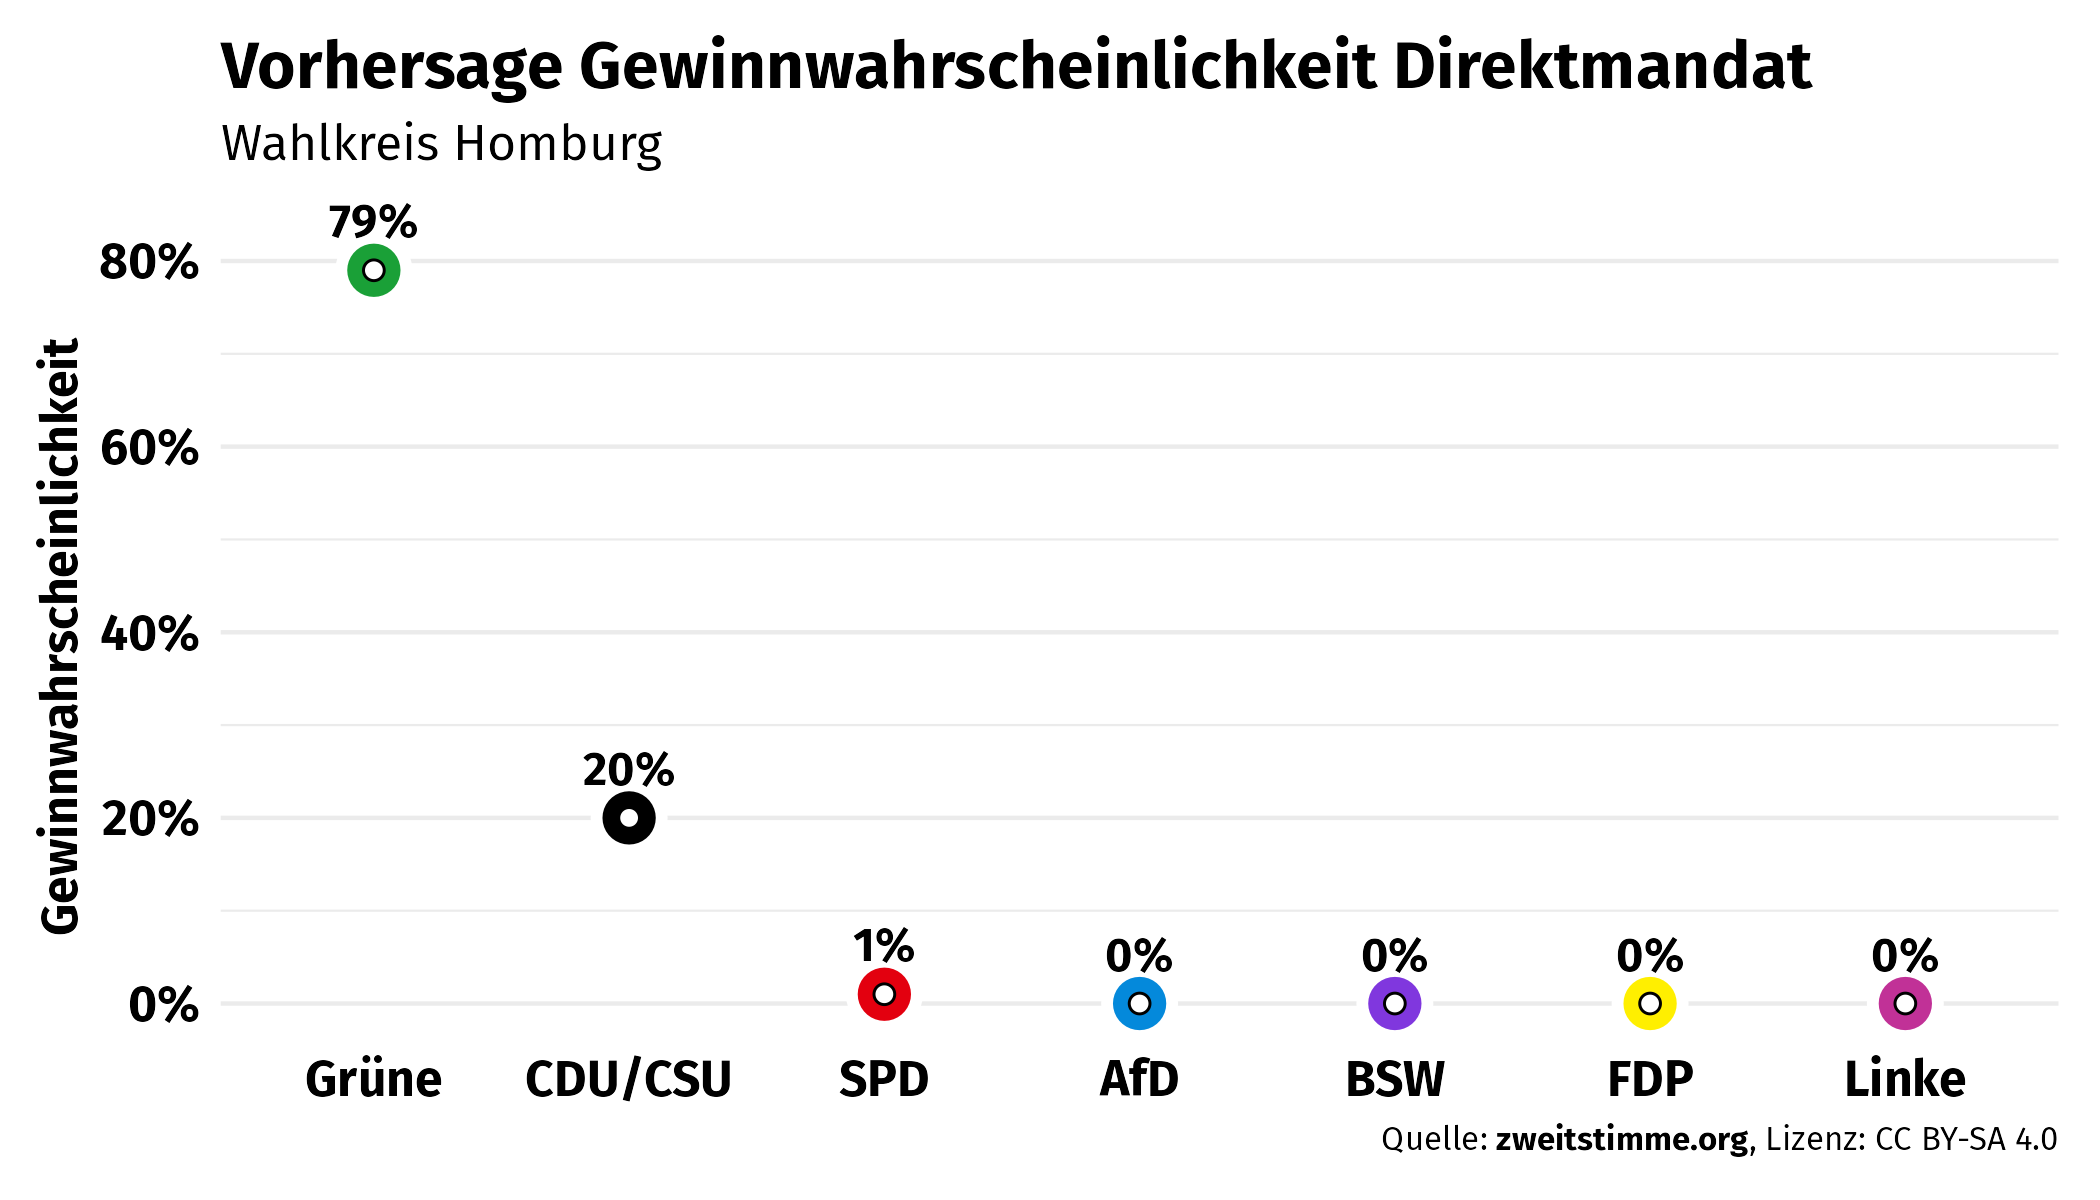 Vorhersage Gewinnwahrscheinlichkeit Direktmandat
Wahlkreis Homburg
Gewinnwahrscheinlichkeit
80%
60%
40%
20%
0%
79%
20%
1%
0%
0%
0%
0%
Grüne
CDU/CSU
SPD
AfD
BSW
FDP
Linke
Quelle: zweitstimme.org, Lizenz: CC BY-SA 4.0